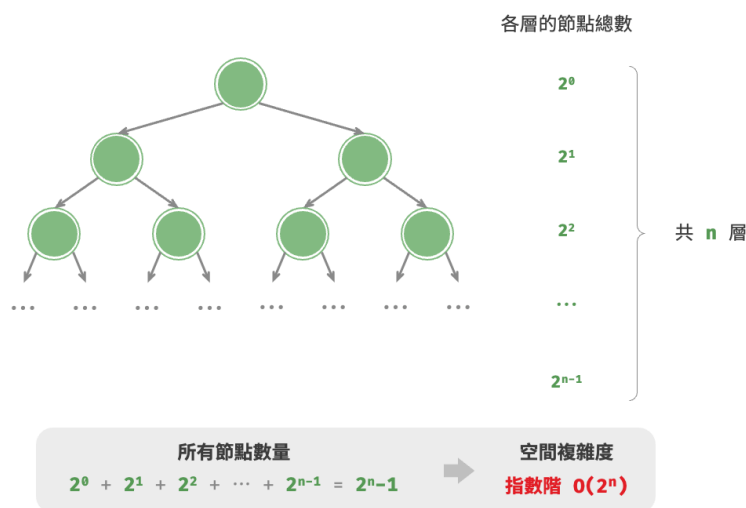 各層的節點總數
2⁰
2¹
2²
... ... ... ... ... ... ... ...
...
共 n 層
2ⁿ⁻¹
所有節點數量
2⁰ + 2¹ + 2² + ⋯ + 2ⁿ⁻¹ = 2ⁿ-1
空間複雜度
指數階 O(2ⁿ)